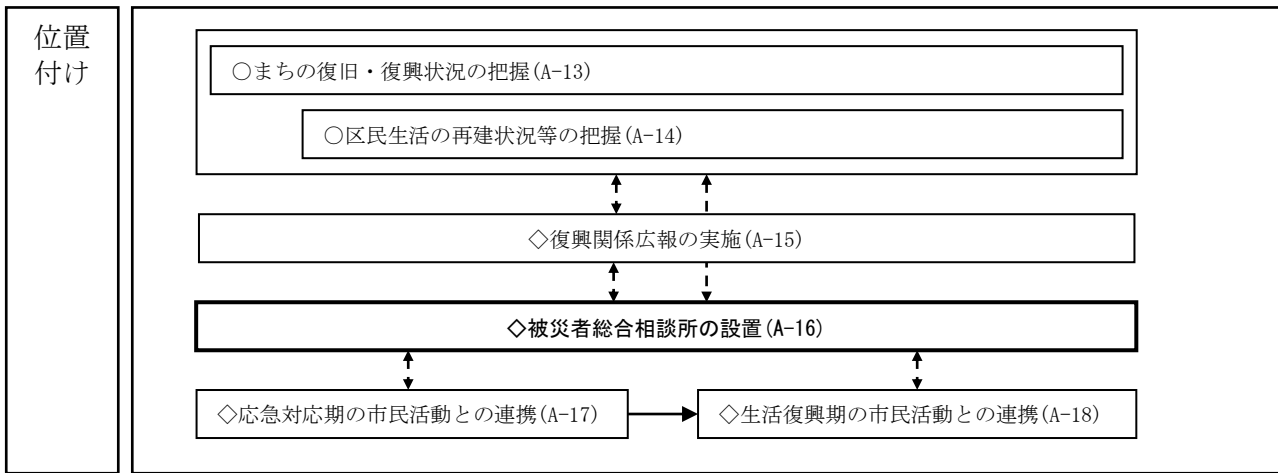 位置
付け
○まちの復旧・復興状況の把握(A-13)
○区民生活の再建状況等の把握(A-14)
◇復興関係広報の実施(A-15)
◇被災者総合相談所の設置(A-16)
◇応急対応期の市民活動との連携(A-17)
◇生活復興期の市民活動との連携(A-18)